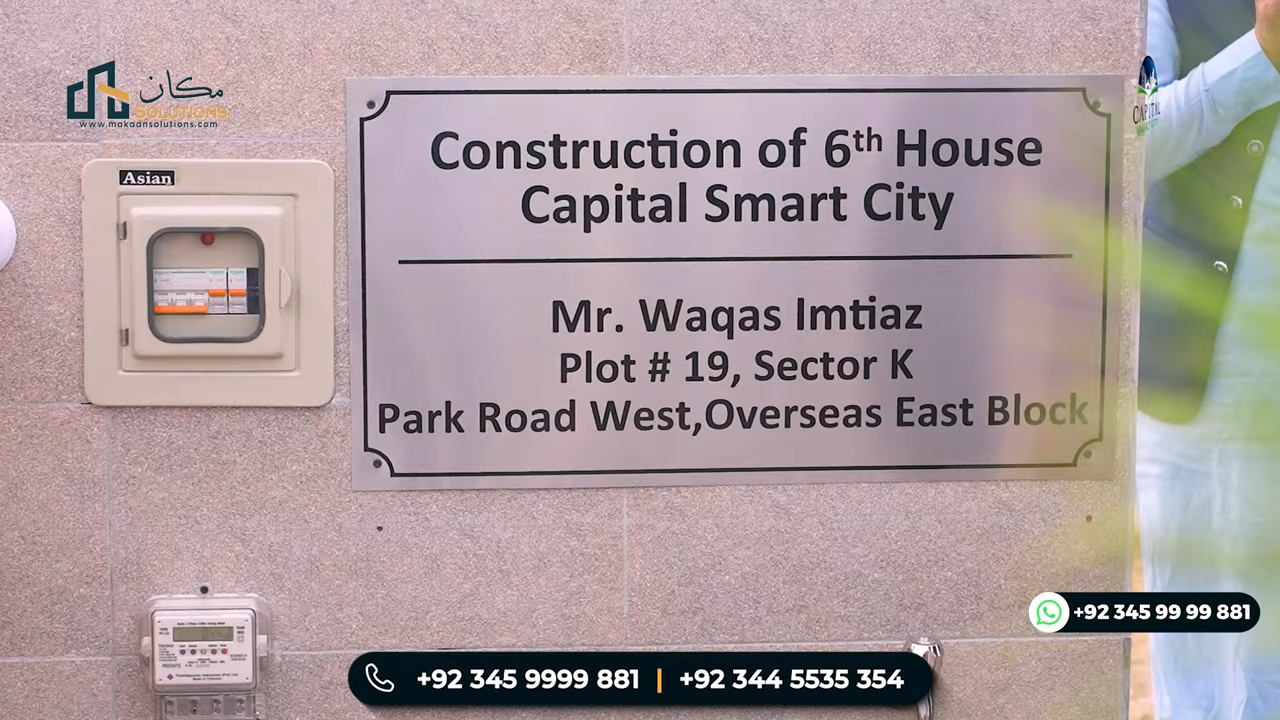 مکان
SOLUTIONS
www.makaansolutions.com
Asian
Construction of 6th House
Capital Smart City
Mr. Waqas Imtiaz
Plot # 19, Sector K
Park Road West,Overseas East Block
CAPITAL
+92 345 99 99 881
PRIVATE
+92 345 9999 881 | +92 344 5535 354